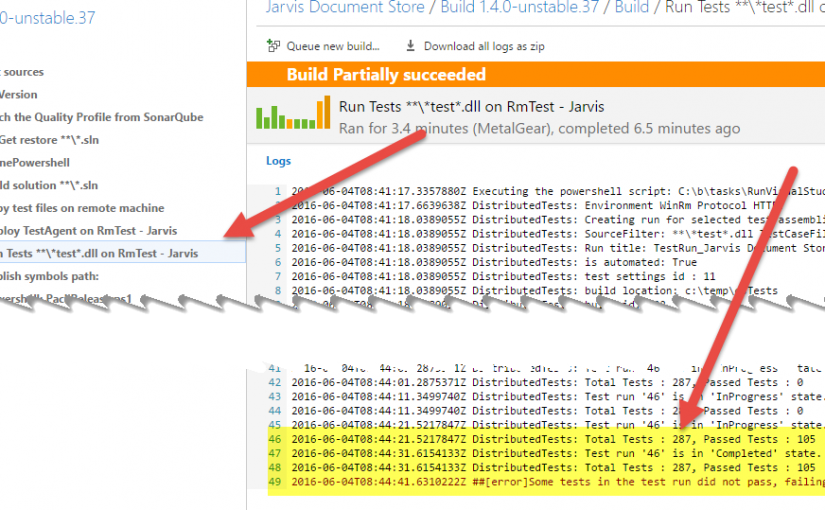 0-unstable.37
sources
Version
ch the Quality Profile from SonarQube
Get restore **\*.sln
nePowershell
ld solution **\*.sln
py test files on remote machine
ploy TestAgent on RmTest - Jarvis
n Tests **\*test*.dll on RmTest - Jarvis
blish symbols path:
Jarvis Document Store / Build 1.4.0-unstable.37 / Build / Run Tests **\*test*.dll
Queue new build... Download all logs as zip
Build Partially succeeded
Run Tests **\*test*.dll on RmTest - Jarvis
Ran for 3.4 minutes (MetalGear), completed 6.5 minutes ago
Logs
1 2016-06-04T08:41:17.3357880Z Executing the powershell script: C:\b\tasks\RunVisualStud
2 2016-06-04T08:41:17.6639638Z DistributedTests: Environment WinRm Protocol HTTP
3 2016-06-04T08:41:18.0389055Z DistributedTests: Creating run for selected test assembli
4 2016-06-04T08:41:18.0389055Z DistributedTests: SourceFilter: **\*test*.dll TestCaseFil
5 2016-06-04T08:41:18.0389055Z DistributedTests: Run title: TestRun_Jarvis Document Stor
6 2016-06-04T08:41:18.0389055Z DistributedTests: is automated: True
7 2016-06-04T08:41:18.0389055Z DistributedTests: test settings id : 11
8 2016-06-04T08:41:18.0389055Z DistributedTests: build location: c:\temp\ Tests
42 2016-06-04T08:44:01.2875371Z DistributedTests: Total Tests : 287, Passed Tests : 0
43 2016-06-04T08:44:11.3499740Z DistributedTests: Test run '46' is in 'InProgress' state.
44 2016-06-04T08:44:11.3499740Z DistributedTests: Total Tests : 287, Passed Tests : 0
45 2016-06-04T08:44:21.5217847Z DistributedTests: Test run '46' is in 'InProgress' state.
46 2016-06-04T08:44:21.5217847Z DistributedTests: Total Tests : 287, Passed Tests : 105
47 2016-06-04T08:44:31.6154133Z DistributedTests: Test run '46' is in 'Completed' state.
48 2016-06-04T08:44:31.6154133Z DistributedTests: Total Tests : 287, Passed Tests : 105
49 2016-06-04T08:44:41.6310222Z ##[error]Some tests in the test run did not pass, failing